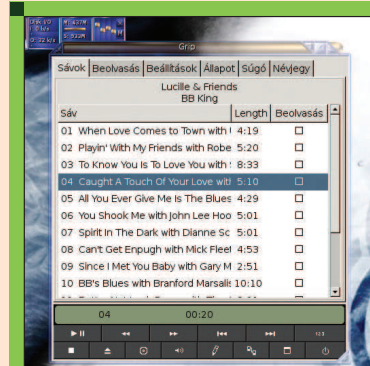 Grip
Sávok Beolvasás Beállítások Állapot Súgó Névjegy
Lucille & Friends
BB King
Sáv Length Beolvasás
01 When Love Comes to Town with 4:19
02 Playin' With My Friends with Robe 5:20
03 To Know You Is To Love You with 8:33
04 Caught A Touch Of Your Love wit 5:10
05 All You Ever Give Me Is The Blues 4:29
06 You Shook Me with John Lee Hoo 5:01
07 Spirit In The Dark with Dianne Sc 5:01
08 Can't Get Enpugh with Mick Flee 4:53
09 Since I Met You Baby with Gary M 2:51
10 BB's Blues with Branford Marsalis 10:10
04 00:20
123